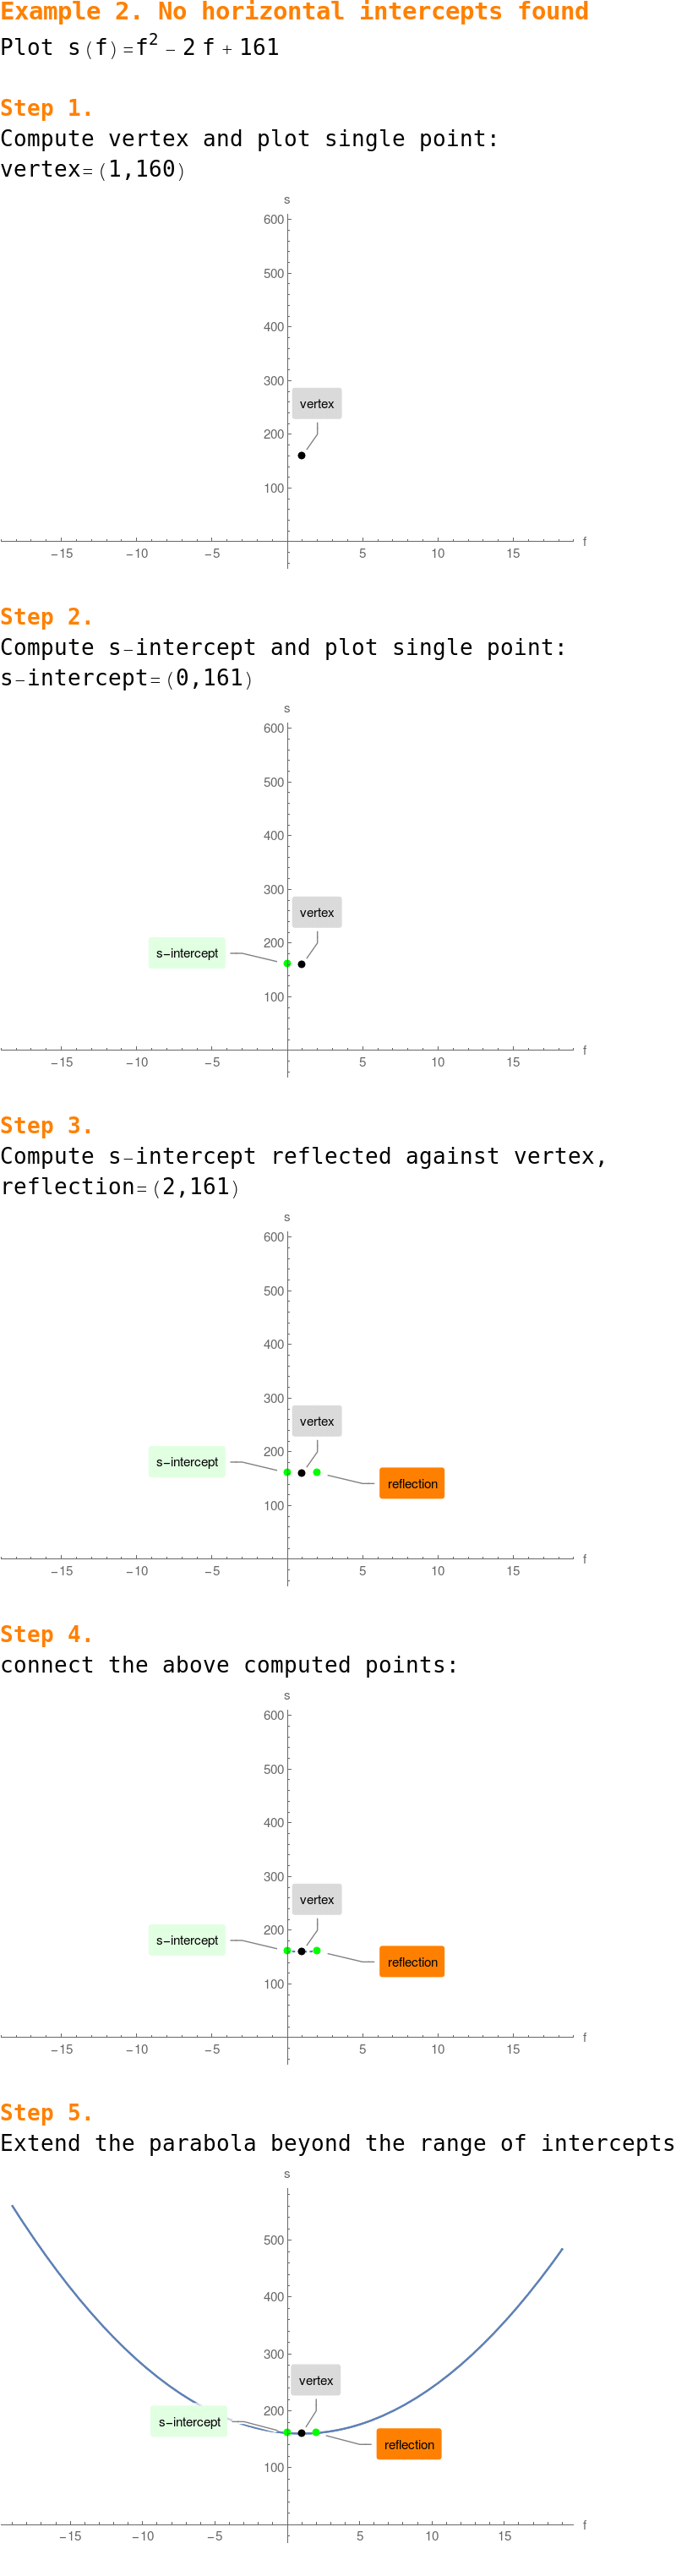 Example 2. No horizontal intercepts found
Plot s(f)=f² − 2 f + 161
Step 1.
Compute vertex and plot single point:
vertex=(1,160)
s
600
500
400
300
vertex
200
100
f
−15 −10 −5 5 10 15
Step 2.
Compute s−intercept and plot single point:
s−intercept=(0,161)
s
600
500
400
300
vertex
200
s−intercept
100
f
−15 −10 −5 5 10 15
Step 3.
Compute s−intercept reflected against vertex,
reflection=(2,161)
s
600
500
400
300
vertex
200
s−intercept
reflection
100
f
−15 −10 −5 5 10 15
Step 4.
connect the above computed points:
s
600
500
400
300
vertex
200
s−intercept
reflection
100
f
−15 −10 −5 5 10 15
Step 5.
Extend the parabola beyond the range of intercepts
s
500
400
300
vertex
200
s−intercept
reflection
100
f
−15 −10 −5 5 10 15